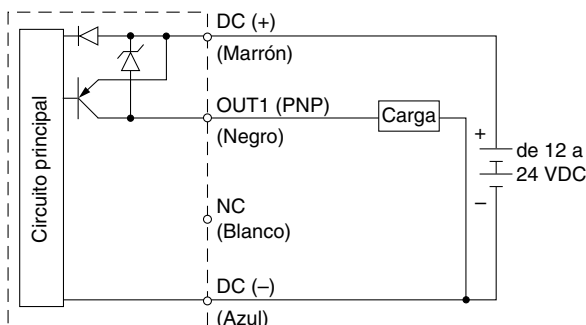 DC (+)
(Marrón)
Circuito principal
OUT1 (PNP)
(Negro)
Carga
+
de 12 a
24 VDC
–
NC
(Blanco)
DC (–)
(Azul)